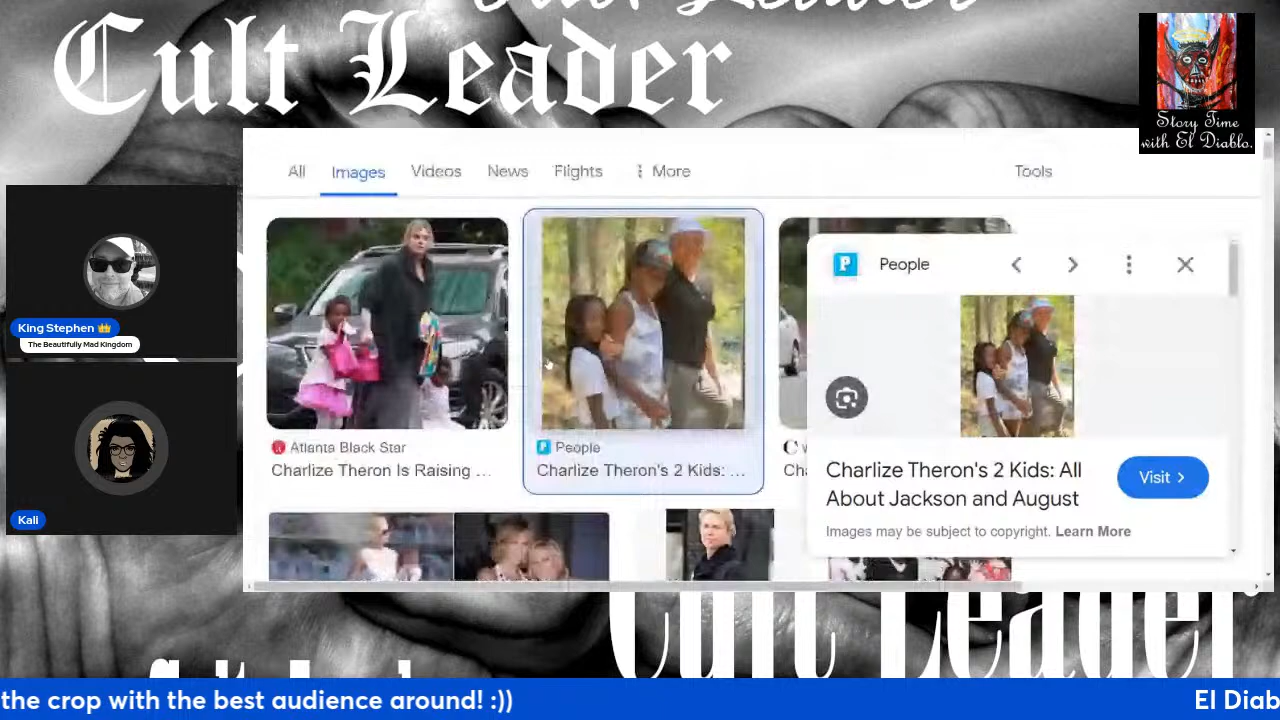 Cult Leader
Cult Leader
Story Time
with El Diablo.
All
Images
Videos
News
Flights
More
Tools
King Stephen 👑
The Beautifully Mad Kingdom
Kali
Atlanta Black Star
Charlize Theron Is Raising ...
People
Charlize Theron's 2 Kids: ...
People
Charlize Theron's 2 Kids: All
About Jackson and August
Visit
Images may be subject to copyright. Learn More
Cult Leader
the crop with the best audience around! :))
El Diab